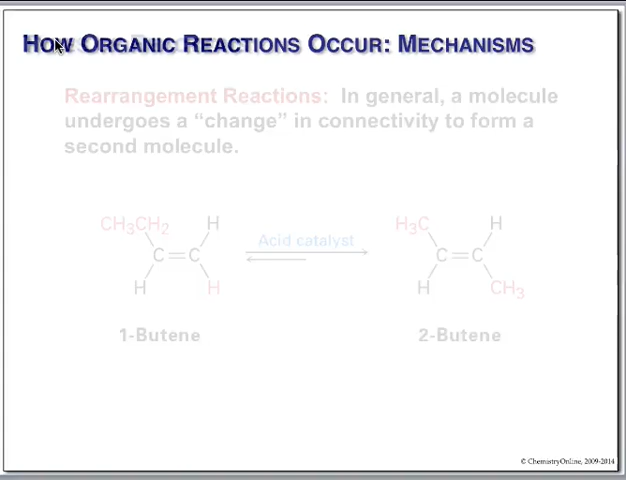 HOW ORGANIC REACTIONS OCCUR: MECHANISMS
Rearrangement Reactions: In general, a molecule
undergoes a “change” in connectivity to form a
second molecule.
CH3CH2 H H3C H
Acid catalyst
C=C C=C
H H H CH3
1-Butene 2-Butene
© ChemistryOnline, 2009-2014